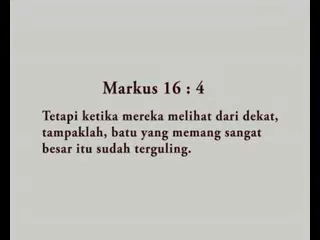 Markus 16 : 4
Tetapi ketika mereka melihat dari dekat,
tampaklah, batu yang memang sangat
besar itu sudah terguling.